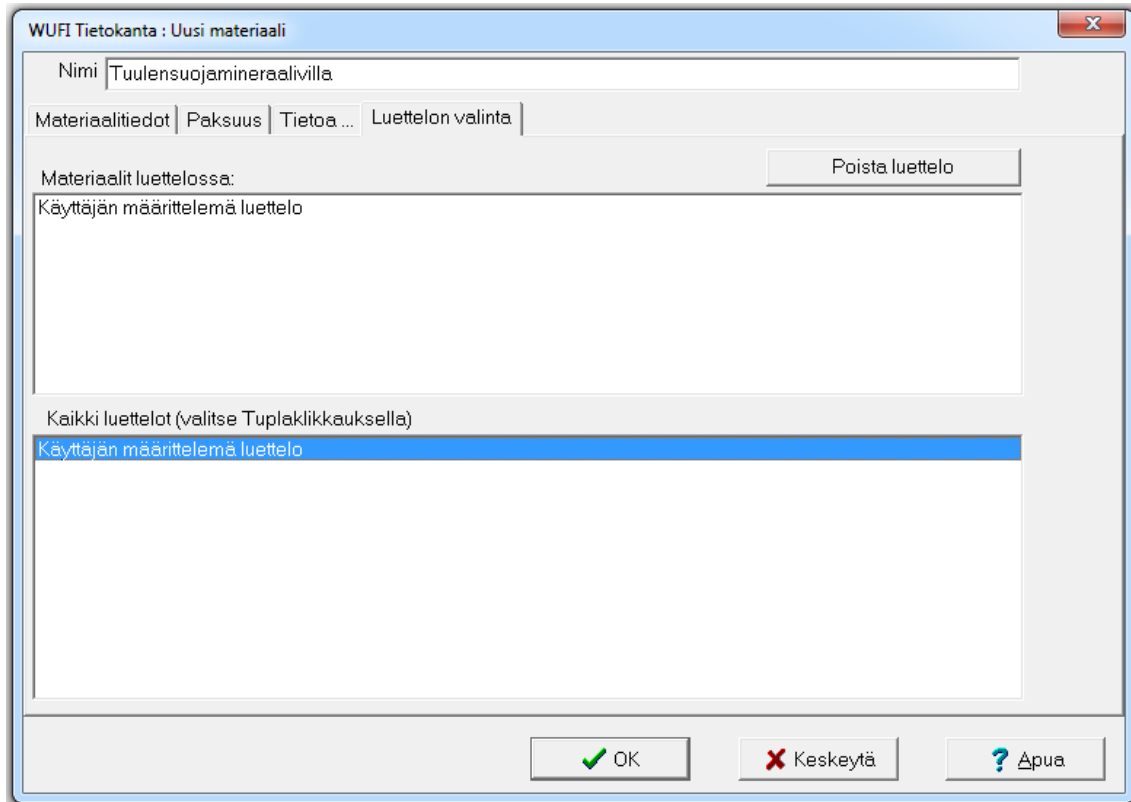 WUFI Tietokanta : Uusi materiaali
Nimi Tuulensuojamineraalivilla
Materiaalitiedot Paksuus Tietoa ... Luettelon valinta
Poista luettelo
Materiaalit luettelossa:
Käyttäjän määrittelemä luettelo
Kaikki luettelot (valitse Tuplaklikkauksella)
Käyttäjän määrittelemä luettelo
OK Keskeytä ? Apua